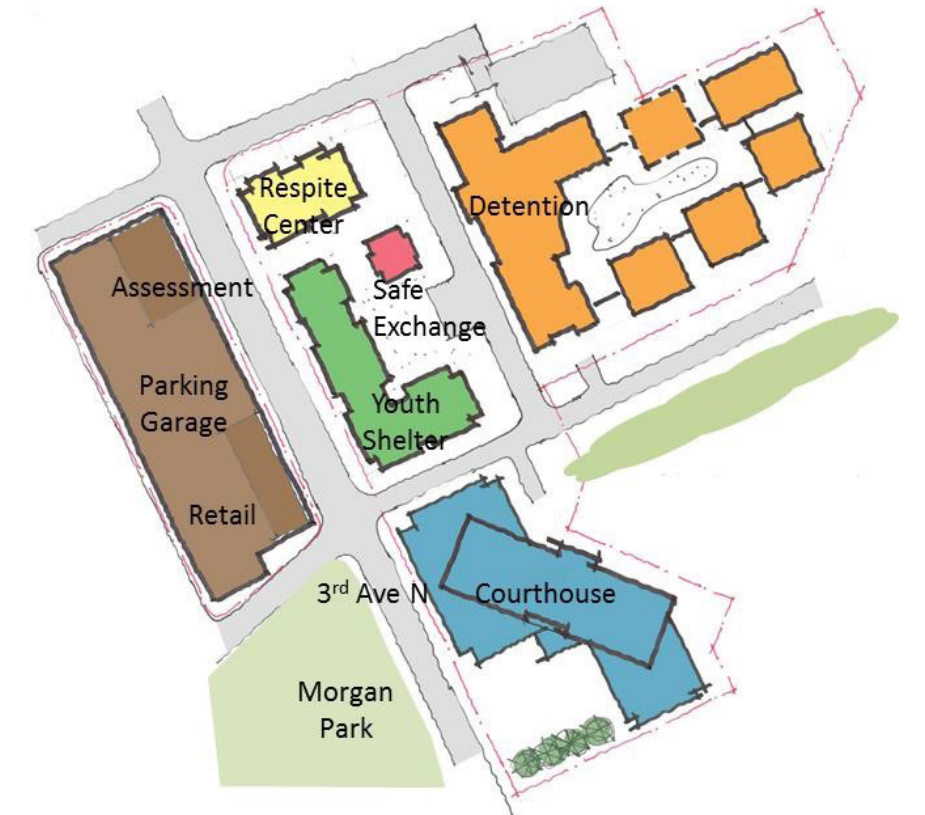 Respite
Center
Detention
Assessment
Safe
Exchange
Parking
Garage
Youth
Shelter
Retail
3rd Ave N
Courthouse
Morgan
Park